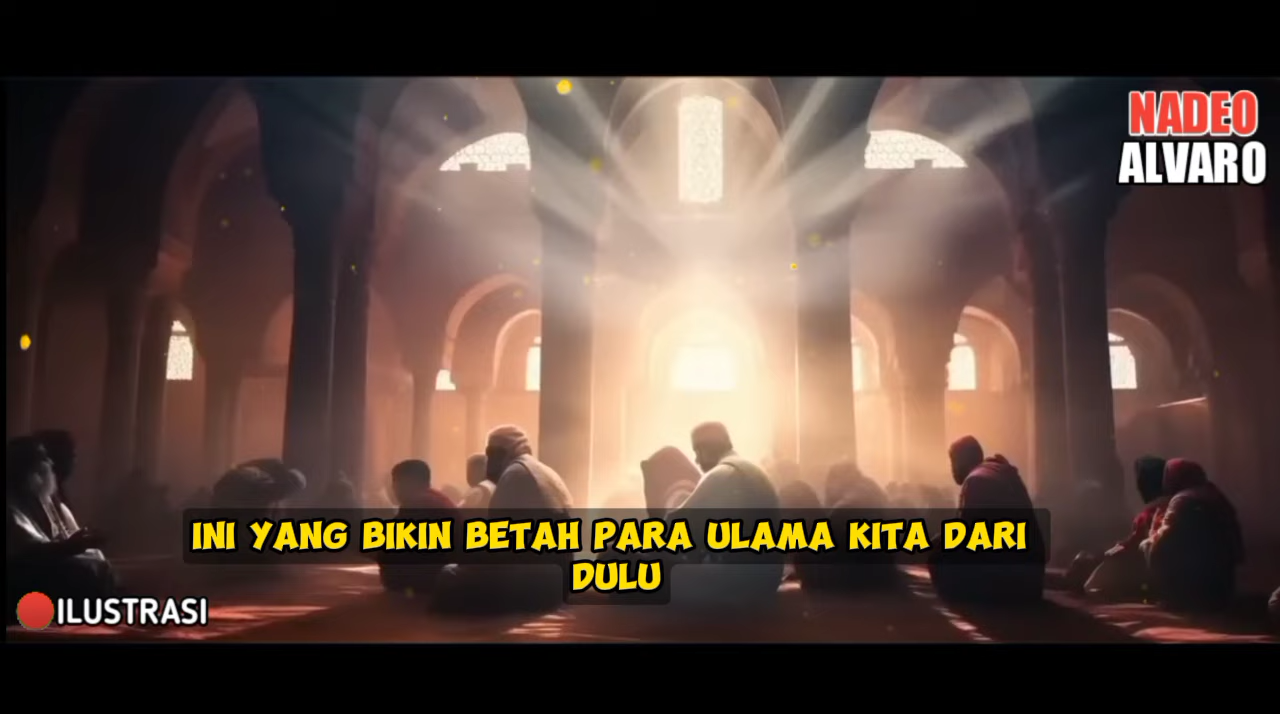 NADEO
ALVARO
INI YANG BIKIN BETAH PARA ULAMA KITA DARI
DULU
ILUSTRASI